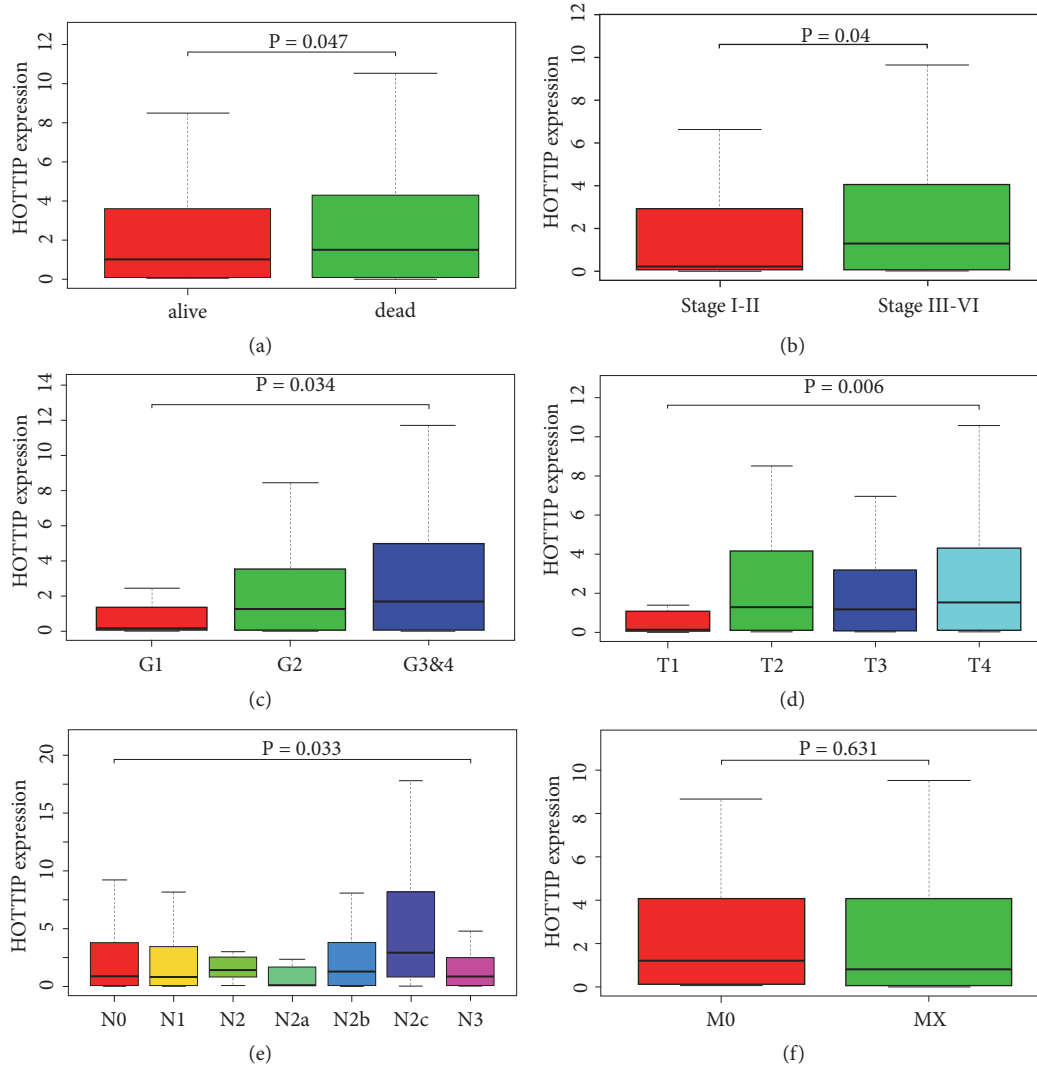 P = 0.047
HOTTIP expression
0 2 4 6 8 10 12
alive dead
(a)
P = 0.04
HOTTIP expression
0 2 4 6 8 10 12
Stage I-II Stage III-VI
(b)
P = 0.034
HOTTIP expression
0 2 4 6 8 10 12 14
G1 G2 G3&4
(c)
P = 0.006
HOTTIP expression
0 2 4 6 8 10 12
T1 T2 T3 T4
(d)
P = 0.033
HOTTIP expression
0 5 10 15 20
N0 N1 N2 N2a N2b N2c N3
(e)
P = 0.631
HOTTIP expression
0 2 4 6 8 10
M0 MX
(f)